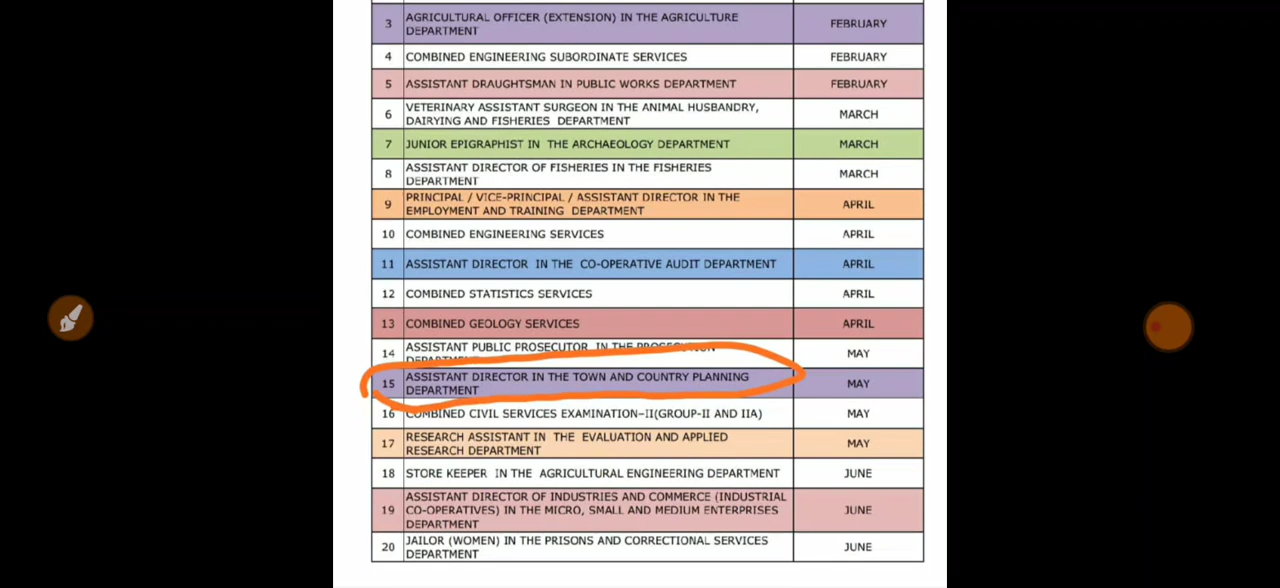 3 AGRICULTURAL OFFICER (EXTENSION) IN THE AGRICULTURE DEPARTMENT FEBRUARY
4 COMBINED ENGINEERING SUBORDINATE SERVICES FEBRUARY
5 ASSISTANT DRAUGHTSMAN IN PUBLIC WORKS DEPARTMENT FEBRUARY
6 VETERINARY ASSISTANT SURGEON IN THE ANIMAL HUSBANDRY, DAIRYING AND FISHERIES DEPARTMENT MARCH
7 JUNIOR EPIGRAPHIST IN THE ARCHAEOLOGY DEPARTMENT MARCH
8 ASSISTANT DIRECTOR OF FISHERIES IN THE FISHERIES DEPARTMENT MARCH
9 PRINCIPAL / VICE-PRINCIPAL / ASSISTANT DIRECTOR IN THE EMPLOYMENT AND TRAINING DEPARTMENT APRIL
10 COMBINED ENGINEERING SERVICES APRIL
11 ASSISTANT DIRECTOR IN THE CO-OPERATIVE AUDIT DEPARTMENT APRIL
12 COMBINED STATISTICS SERVICES APRIL
13 COMBINED GEOLOGY SERVICES APRIL
14 ASSISTANT PUBLIC PROSECUTOR IN THE PROSECUTION DEPARTMENT MAY
15 ASSISTANT DIRECTOR IN THE TOWN AND COUNTRY PLANNING DEPARTMENT MAY
16 COMBINED CIVIL SERVICES EXAMINATION-II(GROUP-II AND IIA) MAY
17 RESEARCH ASSISTANT IN THE EVALUATION AND APPLIED RESEARCH DEPARTMENT MAY
18 STORE KEEPER IN THE AGRICULTURAL ENGINEERING DEPARTMENT JUNE
19 ASSISTANT DIRECTOR OF INDUSTRIES AND COMMERCE (INDUSTRIAL CO-OPERATIVES) IN THE MICRO, SMALL AND MEDIUM ENTERPRISES DEPARTMENT JUNE
20 JAILOR (WOMEN) IN THE PRISONS AND CORRECTIONAL SERVICES DEPARTMENT JUNE